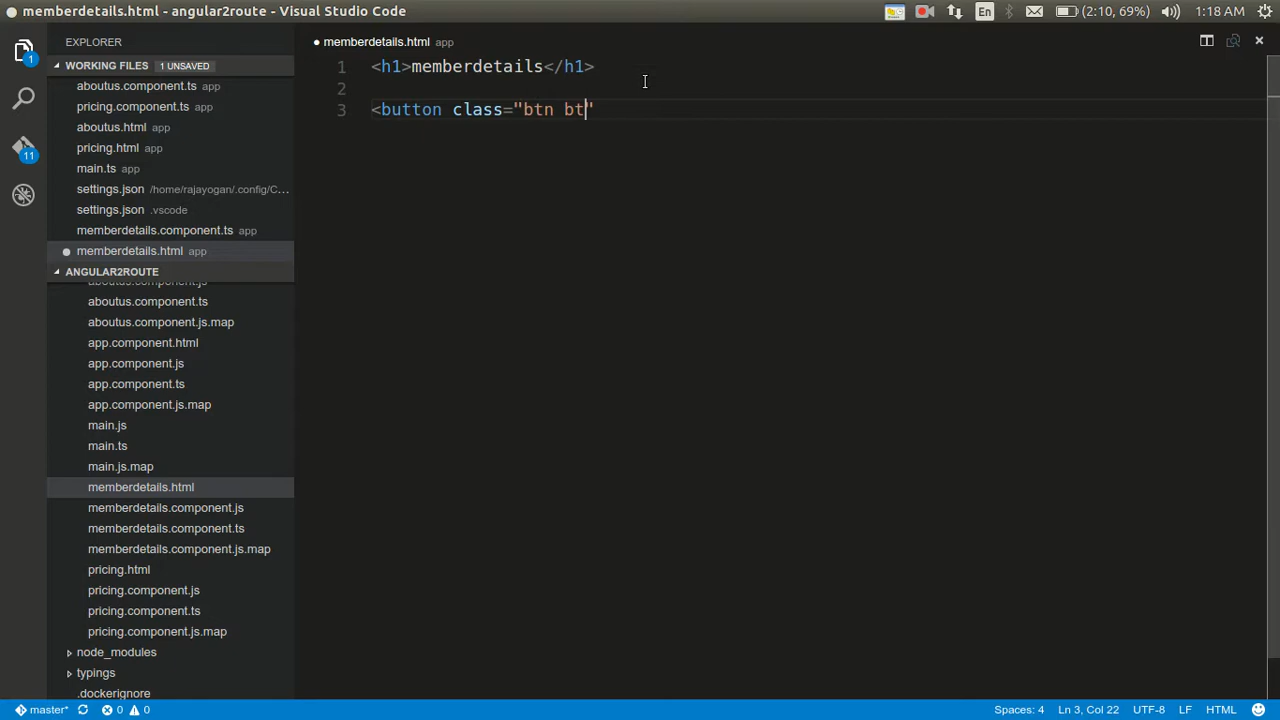 memberdetails.html - angular2route - Visual Studio Code
En
(2:10, 69%)
1:18 AM
EXPLORER
WORKING FILES 1 UNSAVED
aboutus.component.ts app
pricing.component.ts app
aboutus.html app
pricing.html app
main.ts app
settings.json /home/rajayogan/.config/C...
settings.json .vscode
memberdetails.component.ts app
memberdetails.html app
ANGULAR2ROUTE
aboutus.component.js
aboutus.component.ts
aboutus.component.js.map
app.component.html
app.component.js
app.component.ts
app.component.js.map
main.js
main.ts
main.js.map
memberdetails.html
memberdetails.component.js
memberdetails.component.ts
memberdetails.component.js.map
pricing.html
pricing.component.js
pricing.component.ts
pricing.component.js.map
node_modules
typings
.dockerignore
1
11
memberdetails.html app
1 <h1>memberdetails</h1>
2
3 <button class="btn bt"
master* 0 0
Spaces: 4 Ln 3, Col 22 UTF-8 LF HTML